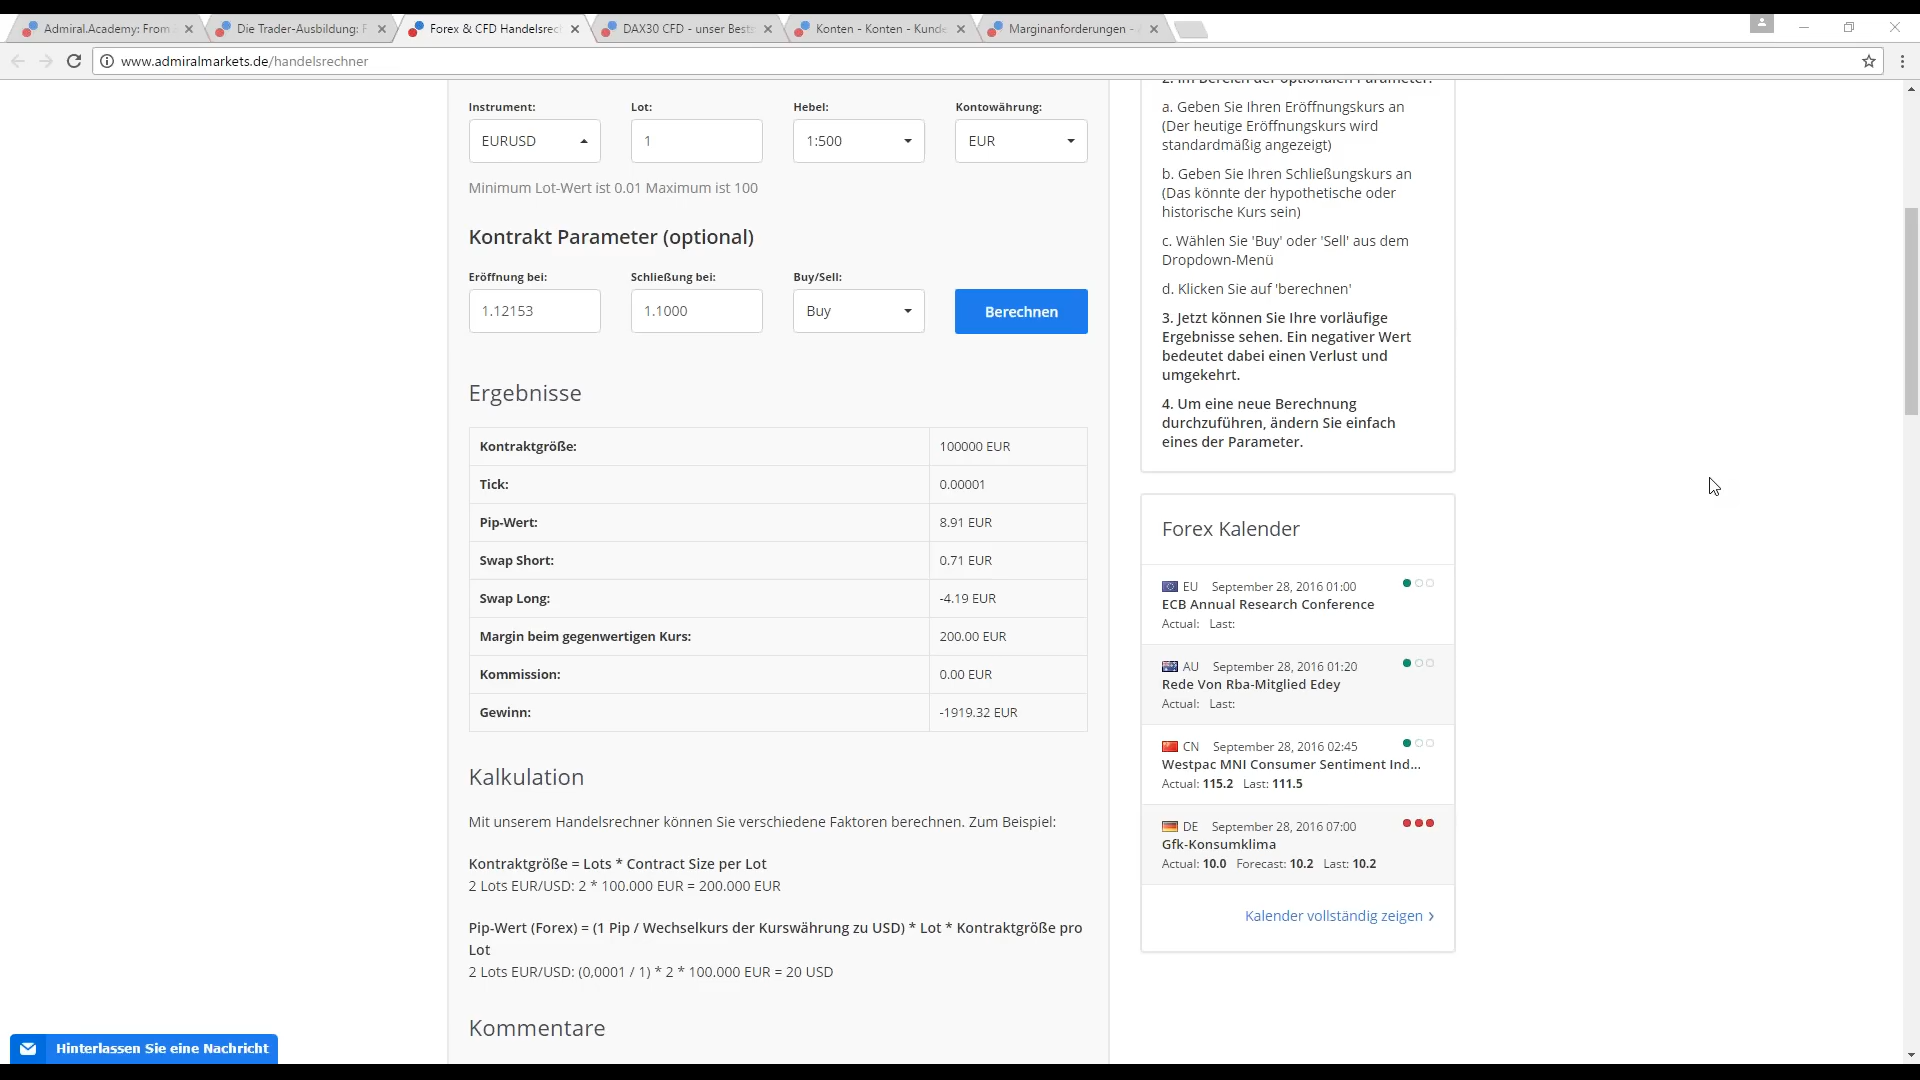 Admiral.Academy: From
Die Trader-Ausbildung: F
Forex & CFD Handelsrec
DAX30 CFD - unser Bests
Konten - Konten - Kunde
Marginanforderungen -
www.admiralmarkets.de/handelsrechner
Instrument: Lot: Hebel: Kontowährung:
EURUSD 1 1:500 EUR
Minimum Lot-Wert ist 0.01 Maximum ist 100
Kontrakt Parameter (optional)
Eröffnung bei: Schließung bei: Buy/Sell:
1.12153 1.1000 Buy Berechnen
Ergebnisse
Kontraktgröße: 100000 EUR
Tick: 0.00001
Pip-Wert: 8.91 EUR
Swap Short: 0.71 EUR
Swap Long: -4.19 EUR
Margin beim gegenwertigen Kurs: 200.00 EUR
Kommission: 0.00 EUR
Gewinn: -1919.32 EUR
Kalkulation
Mit unserem Handelsrechner können Sie verschiedene Faktoren berechnen. Zum Beispiel:
Kontraktgröße = Lots * Contract Size per Lot
2 Lots EUR/USD: 2 * 100.000 EUR = 200.000 EUR
Pip-Wert (Forex) = (1 Pip / Wechselkurs der Kurswährung zu USD) * Lot * Kontraktgröße pro
Lot
2 Lots EUR/USD: (0,0001 / 1) * 2 * 100.000 EUR = 20 USD
Kommentare
2. Im Bereich der optionalen Parameter:
a. Geben Sie Ihren Eröffnungskurs an
(Der heutige Eröffnungskurs wird
standardmäßig angezeigt)
b. Geben Sie Ihren Schließungskurs an
(Das könnte der hypothetische oder
historische Kurs sein)
c. Wählen Sie 'Buy' oder 'Sell' aus dem
Dropdown-Menü
d. Klicken Sie auf 'berechnen'
3. Jetzt können Sie Ihre vorläufige
Ergebnisse sehen. Ein negativer Wert
bedeutet dabei einen Verlust und
umgekehrt.
4. Um eine neue Berechnung
durchzuführen, ändern Sie einfach
eines der Parameter.
Forex Kalender
EU September 28, 2016 01:00
ECB Annual Research Conference
Actual: Last:
AU September 28, 2016 01:20
Rede Von Rba-Mitglied Edey
Actual: Last:
CN September 28, 2016 02:45
Westpac MNI Consumer Sentiment Ind...
Actual: 115.2 Last: 111.5
DE September 28, 2016 07:00
Gfk-Konsumklima
Actual: 10.0 Forecast: 10.2 Last: 10.2
Kalender vollständig zeigen ›
Hinterlassen Sie eine Nachricht